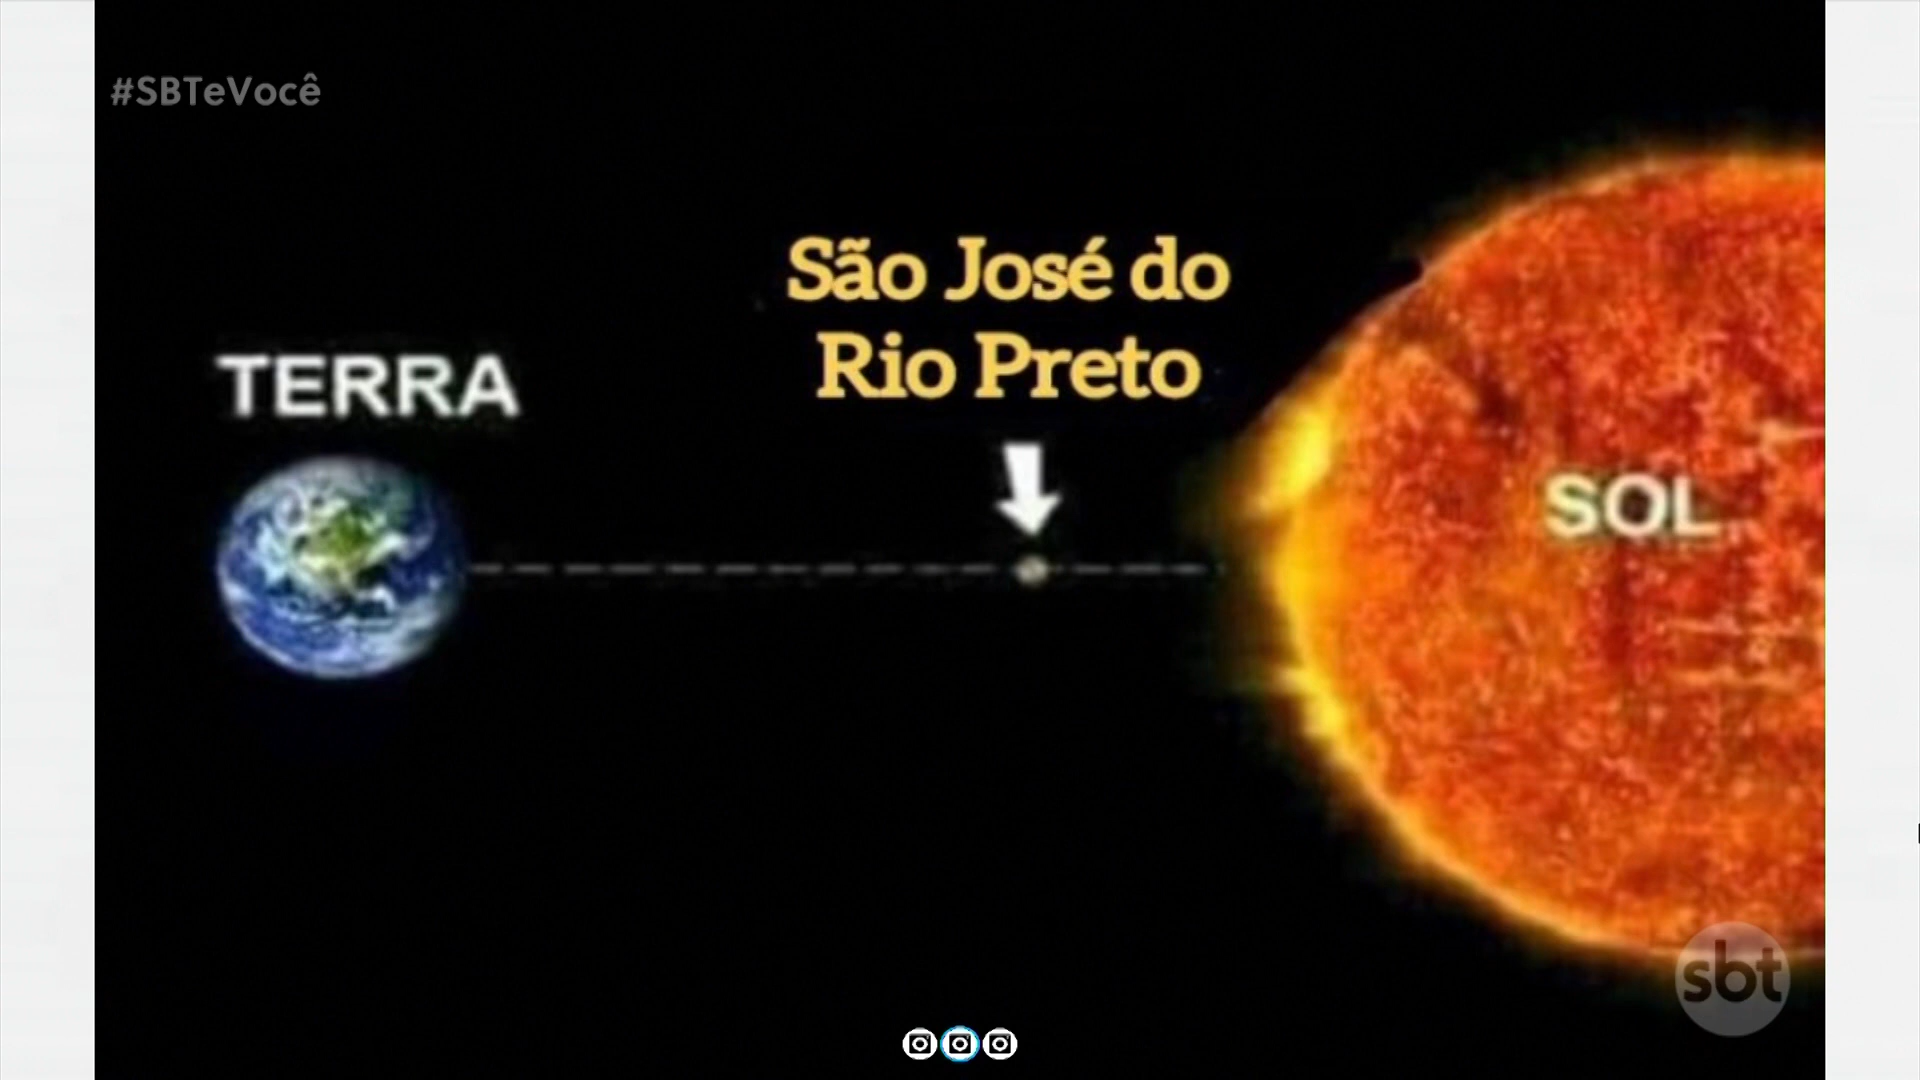 #SBTeVocê
São José do
Rio Preto
TERRA
SOL
sbt